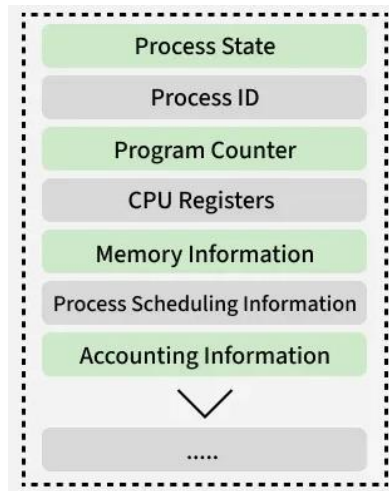 Process State
Process ID
Program Counter
CPU Registers
Memory Information
Process Scheduling Information
Accounting Information
.....